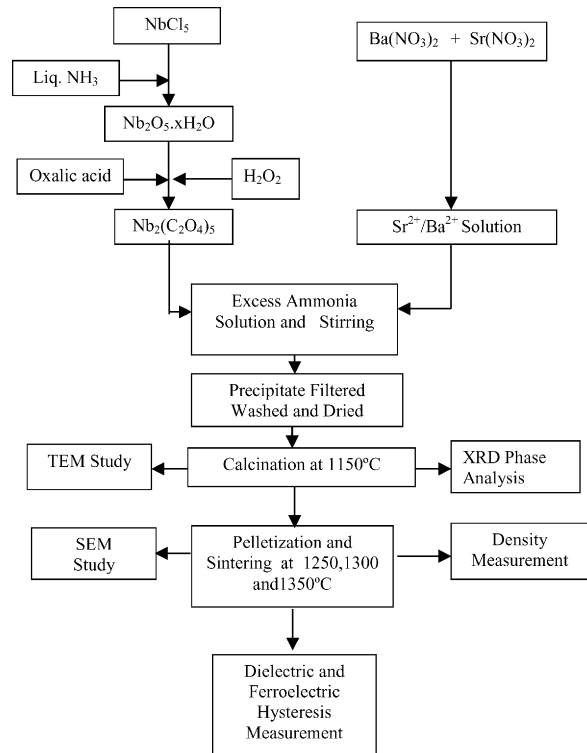 NbCl₅
Ba(NO₃)₂ + Sr(NO₃)₂
Liq. NH₃
Nb₂O₅.xH₂O
Oxalic acid
H₂O₂
Nb₂(C₂O₄)₅
Sr²⁺/Ba²⁺ Solution
Excess Ammonia
Solution and Stirring
Precipitate Filtered
Washed and Dried
TEM Study
Calcination at 1150ºC
XRD Phase
Analysis
SEM
Study
Pelletization and
Sintering at 1250,1300
and1350ºC
Density
Measurement
Dielectric and
Ferroelectric
Hysteresis
Measurement